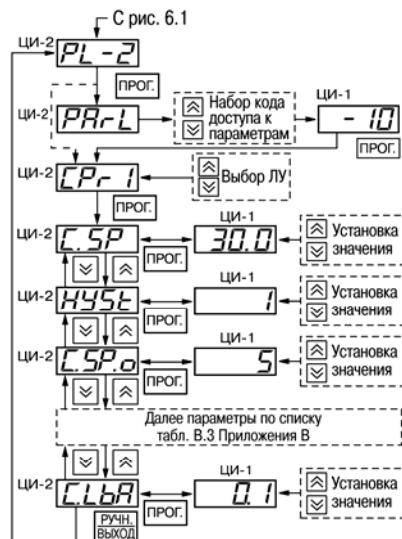 С рис. 6.1
ЦИ-2 PL-2
ПРОГ.
ЦИ-2 PArL
Набор кода доступа к параметрам
ЦИ-1
- 10
ПРОГ.
ЦИ-2 CPr 1
Выбор ЛУ
ПРОГ.
ЦИ-2 C.SP
ПРОГ.
ЦИ-1
30.0
Установка значения
ЦИ-2 HYSt
ПРОГ.
ЦИ-1
1
Установка значения
ЦИ-2 C.SP.o
ПРОГ.
ЦИ-1
5
Установка значения
Далее параметры по списку
табл. В.3 Приложения В
ЦИ-2 C.LbA
ПРОГ.
ЦИ-1
0.1
Установка значения
РУЧН.
ВЫХОД